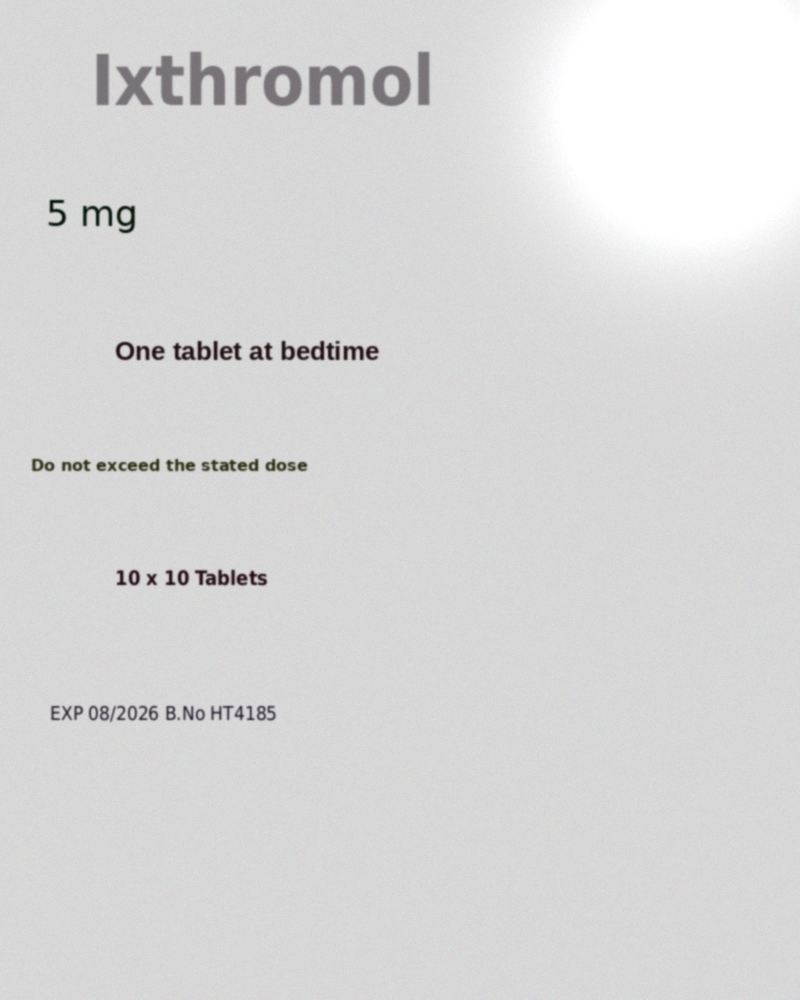 Ixthromol
5 mg
One tablet at bedtime
Do not exceed the stated dose
10 x 10 Tablets
EXP 08/2026 B.No HT4185